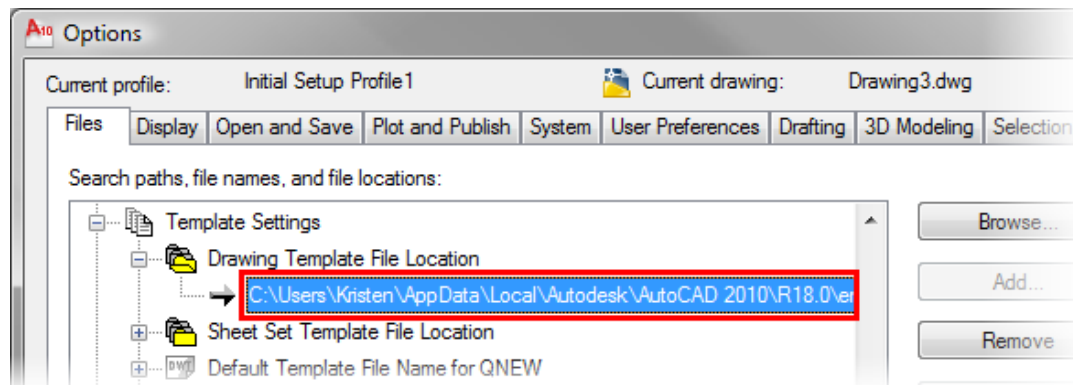 A10 Options
Current profile: Initial Setup Profile1 Current drawing: Drawing3.dwg
Files Display Open and Save Plot and Publish System User Preferences Drafting 3D Modeling Selection
Search paths, file names, and file locations:
Template Settings
Browse...
Drawing Template File Location
C:\Users\Kristen\AppData\Local\Autodesk\AutoCAD 2010\R18.0\en
Add...
Sheet Set Template File Location
Remove
DWT Default Template File Name for QNEW